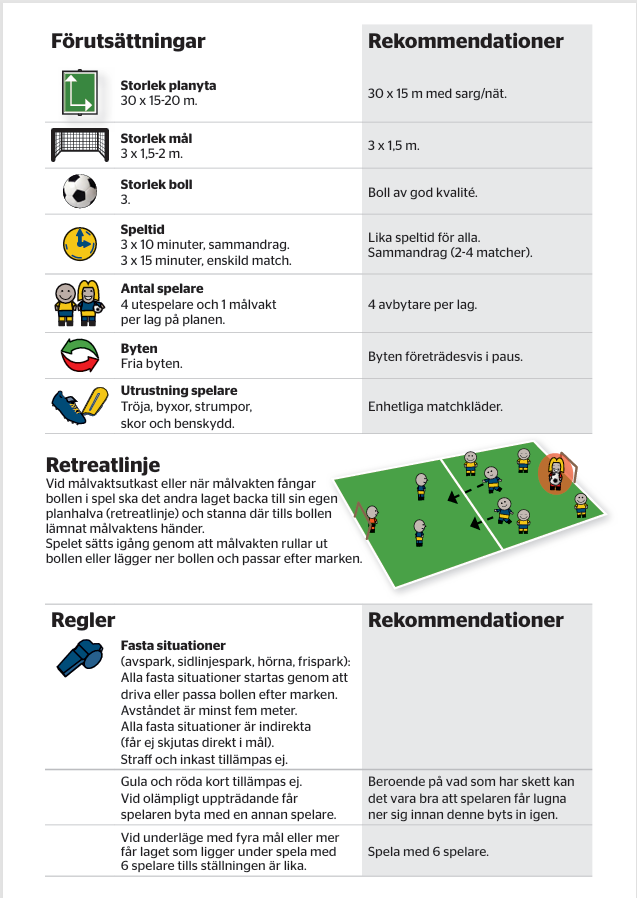 Förutsättningar
Rekommendationer
Storlek planyta
30 x 15-20 m.
30 x 15 m med sarg/nät.
Storlek mål
3 x 1,5-2 m.
3 x 1,5 m.
Storlek boll
3.
Boll av god kvalité.
Speltid
3 x 10 minuter, sammandrag.
3 x 15 minuter, enskild match.
Lika speltid för alla.
Sammandrag (2-4 matcher).
Antal spelare
4 utespelare och 1 målvakt
per lag på planen.
4 avbytare per lag.
Byten
Fria byten.
Byten företrädesvis i paus.
Utrustning spelare
Tröja, byxor, strumpor,
skor och benskydd.
Enhetliga matchkläder.
Retreatlinje
Vid målvaktsutkast eller när målvakten fångar
bollen i spel ska det andra laget backa till sin egen
planhalva (retreatlinje) och stanna där tills bollen
lämnat målvaktens händer.
Spelet sätts igång genom att målvakten rullar ut
bollen eller lägger ner bollen och passar efter marken.
Regler
Rekommendationer
Fasta situationer
(avspark, sidlinjespark, hörna, frispark):
Alla fasta situationer startas genom att
driva eller passa bollen efter marken.
Avståndet är minst fem meter.
Alla fasta situationer är indirekta
(får ej skjutas direkt i mål).
Straff och inkast tillämpas ej.
Gula och röda kort tillämpas ej.
Vid olämpligt uppträdande får
spelaren byta med en annan spelare.
Beroende på vad som har skett kan
det vara bra att spelaren får lugna
ner sig innan denne byts in igen.
Vid underläge med fyra mål eller mer
får laget som ligger under spela med
6 spelare tills ställningen är lika.
Spela med 6 spelare.